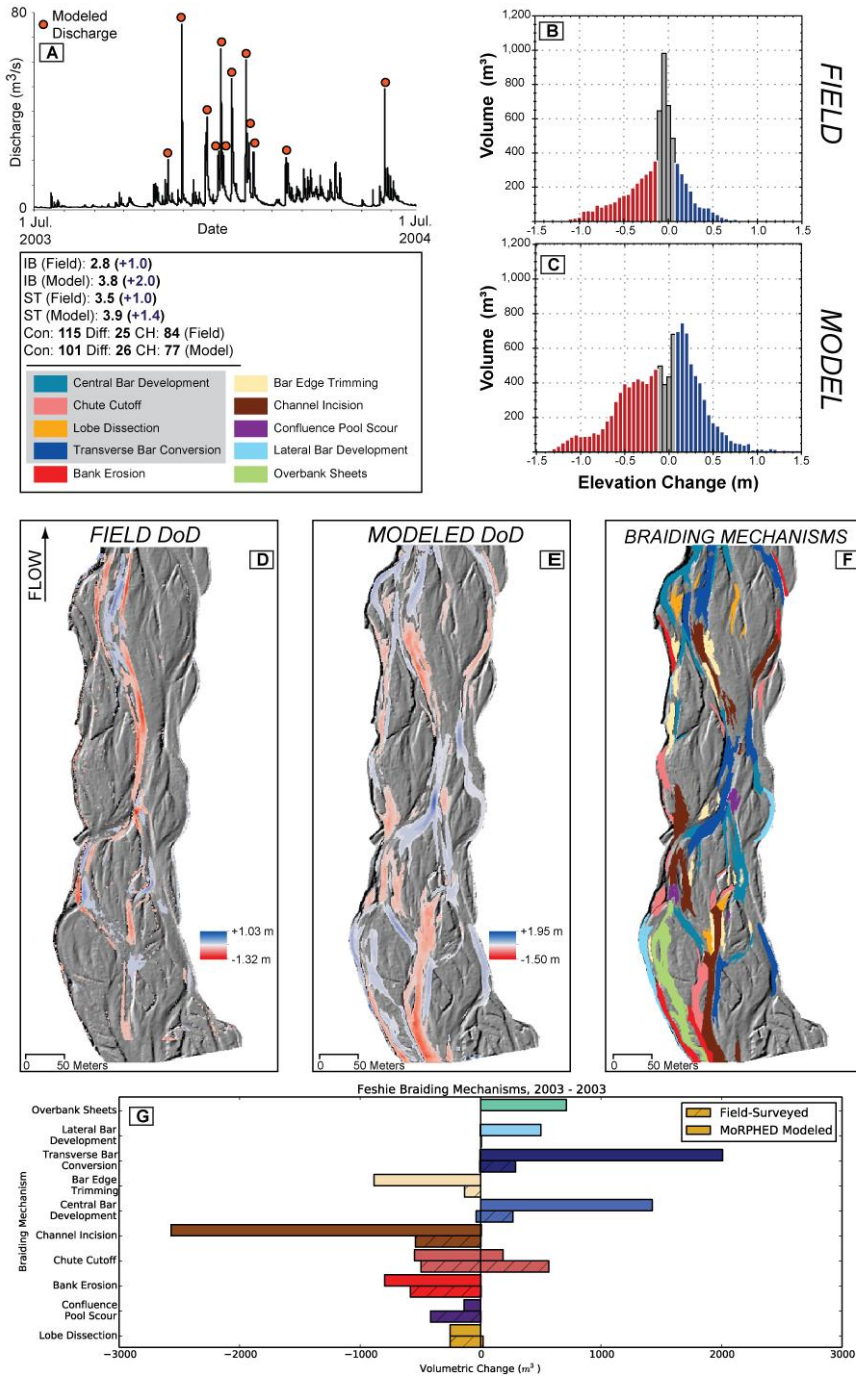 Modeled
Discharge
A
80
Discharge (m³/s)
0
1 Jul.
2003
Date
1 Jul.
2004
IB (Field): 2.8 (+1.0)
IB (Model): 3.8 (+2.0)
ST (Field): 3.5 (+1.0)
ST (Model): 3.9 (+1.4)
Con: 115 Diff: 25 CH: 84 (Field)
Con: 101 Diff: 26 CH: 77 (Model)
Central Bar Development
Chute Cutoff
Lobe Dissection
Transverse Bar Conversion
Bank Erosion
Bar Edge Trimming
Channel Incision
Confluence Pool Scour
Lateral Bar Development
Overbank Sheets
B
FIELD
Volume (m³)
1,200
1,000
800
600
400
200
-1.5 -1.0 -0.5 0.0 0.5 1.0 1.5
C
MODEL
Volume (m³)
1,200
1,000
800
600
400
200
-1.5 -1.0 -0.5 0.0 0.5 1.0 1.5
Elevation Change (m)
FIELD DoD
D
FLOW
+1.03 m
-1.32 m
0 50 Meters
MODELED DoD
E
+1.95 m
-1.50 m
0 50 Meters
BRAIDING MECHANISMS
F
0 50 Meters
Feshie Braiding Mechanisms, 2003 - 2003
G
Field-Surveyed
MoRPHED Modeled
Braiding Mechanism
Overbank Sheets
Lateral Bar
Development
Transverse Bar
Conversion
Bar Edge
Trimming
Central Bar
Development
Channel Incision
Chute Cutoff
Bank Erosion
Confluence
Pool Scour
Lobe Dissection
−3000 −2000 −1000 0 1000 2000 3000
Volumetric Change (m³)